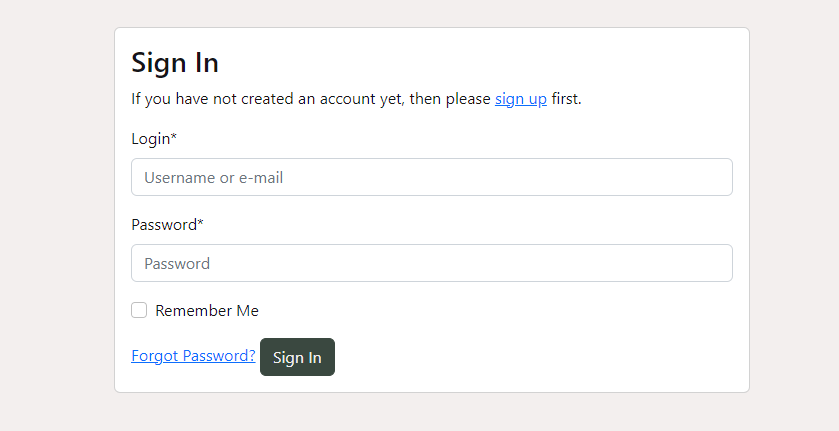 Sign In
If you have not created an account yet, then please sign up first.
Login*
Username or e-mail
Password*
Password
Remember Me
Forgot Password? Sign In